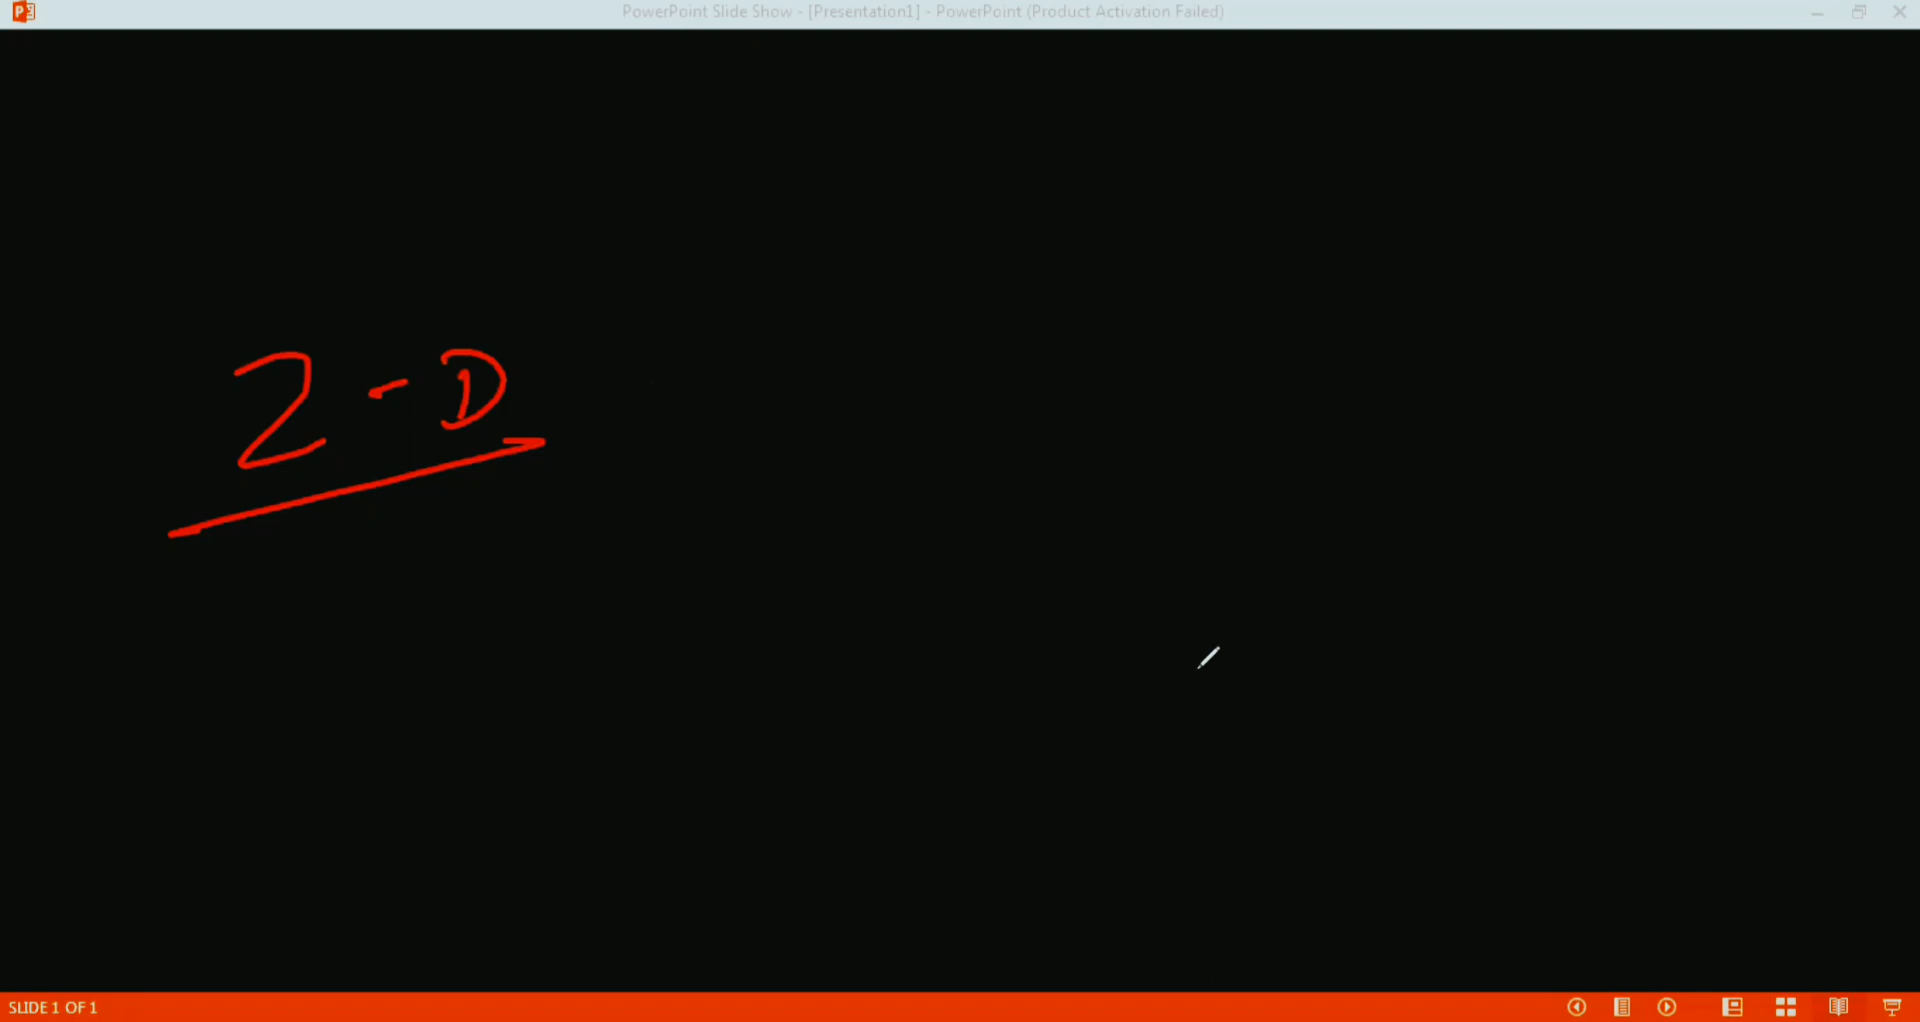 PowerPoint Slide Show - [Presentation1] - PowerPoint (Product Activation Failed)
2-D
SLIDE 1 OF 1